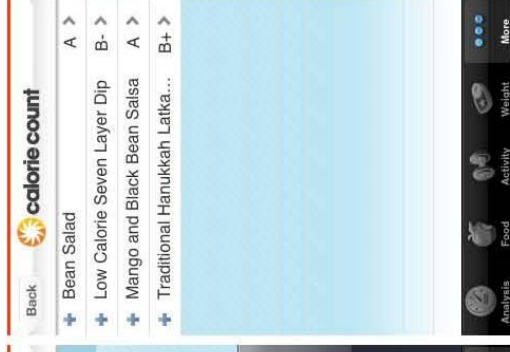 Back
calorie count
Bean Salad A >
Low Calorie Seven Layer Dip B- >
Mango and Black Bean Salsa A >
Traditional Hanukkah Latka... B+ >
Analysis Food Activity Weight More